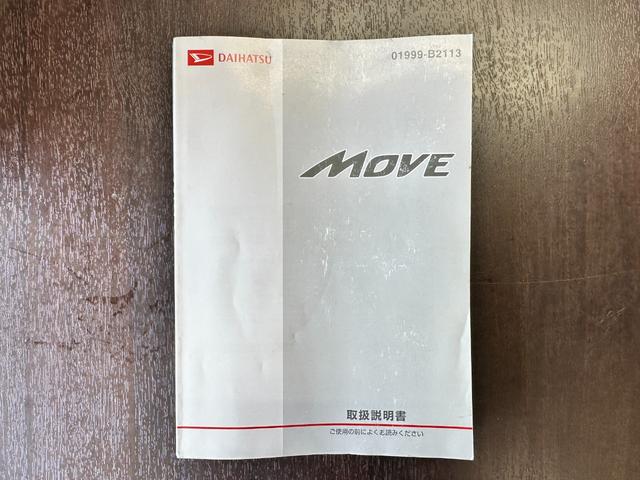 DAIHATSU
01999-B2113
MOVE
取扱説明書
ご使用の前によくお読みください